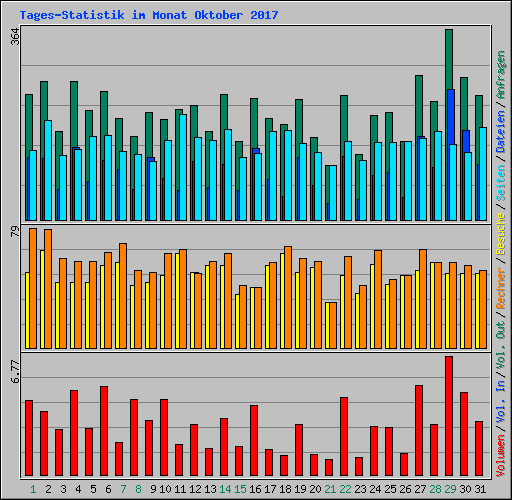 Tages-Statistik im Monat Oktober 2017
364
79
6.77
Volumen / Vol. In / Vol. Out / Rechner / Besuche / Seiten / Dateien / Anfragen
1 2 3 4 5 6 7 8 9 10 11 12 13 14 15 16 17 18 19 20 21 22 23 24 25 26 27 28 29 30 31